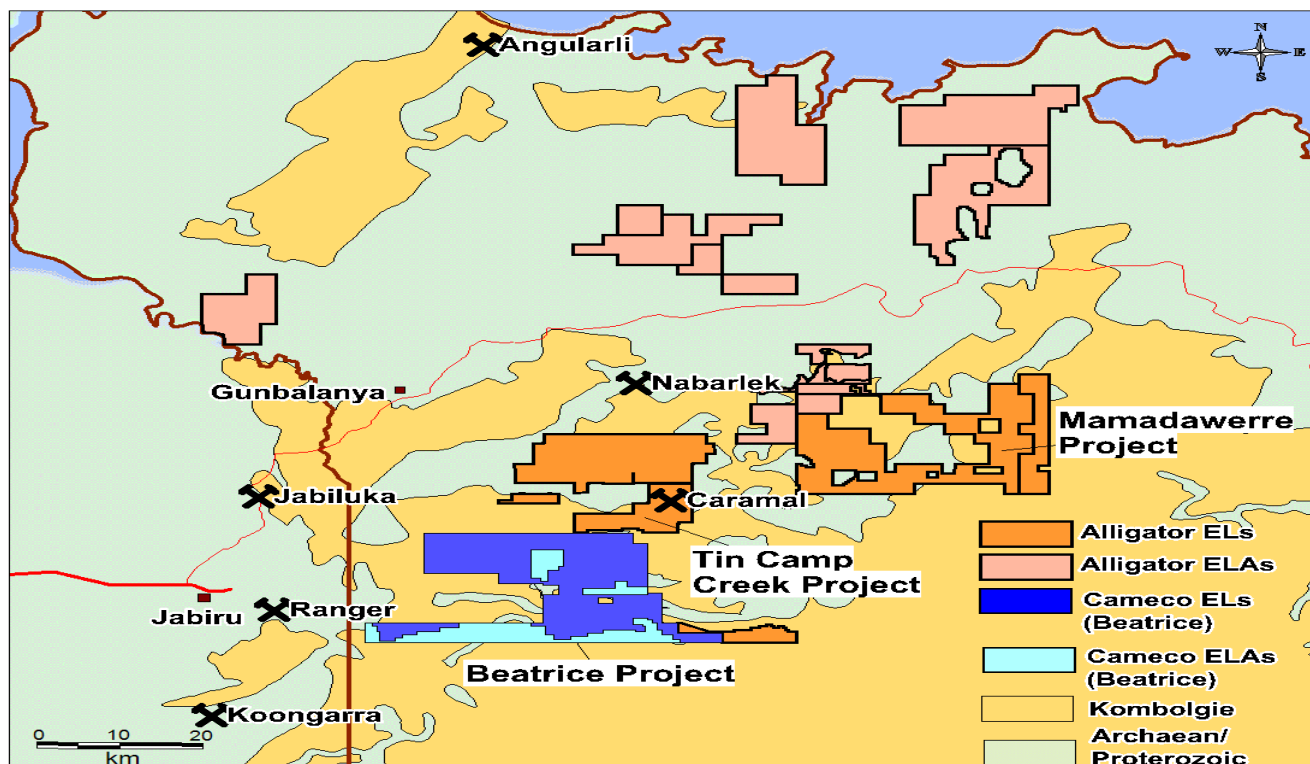 Angularli
N
W E
S
Gunbalanya
Nabarlek
Mamadawerre
Project
Jabiluka
Caramal
Alligator ELs
Tin Camp
Creek Project
Alligator ELAs
Jabiru
Ranger
Cameco ELs
(Beatrice)
Beatrice Project
Cameco ELAs
(Beatrice)
Koongarra
Kombolgie
0 10 20
km
Archaean/
Proterozoic